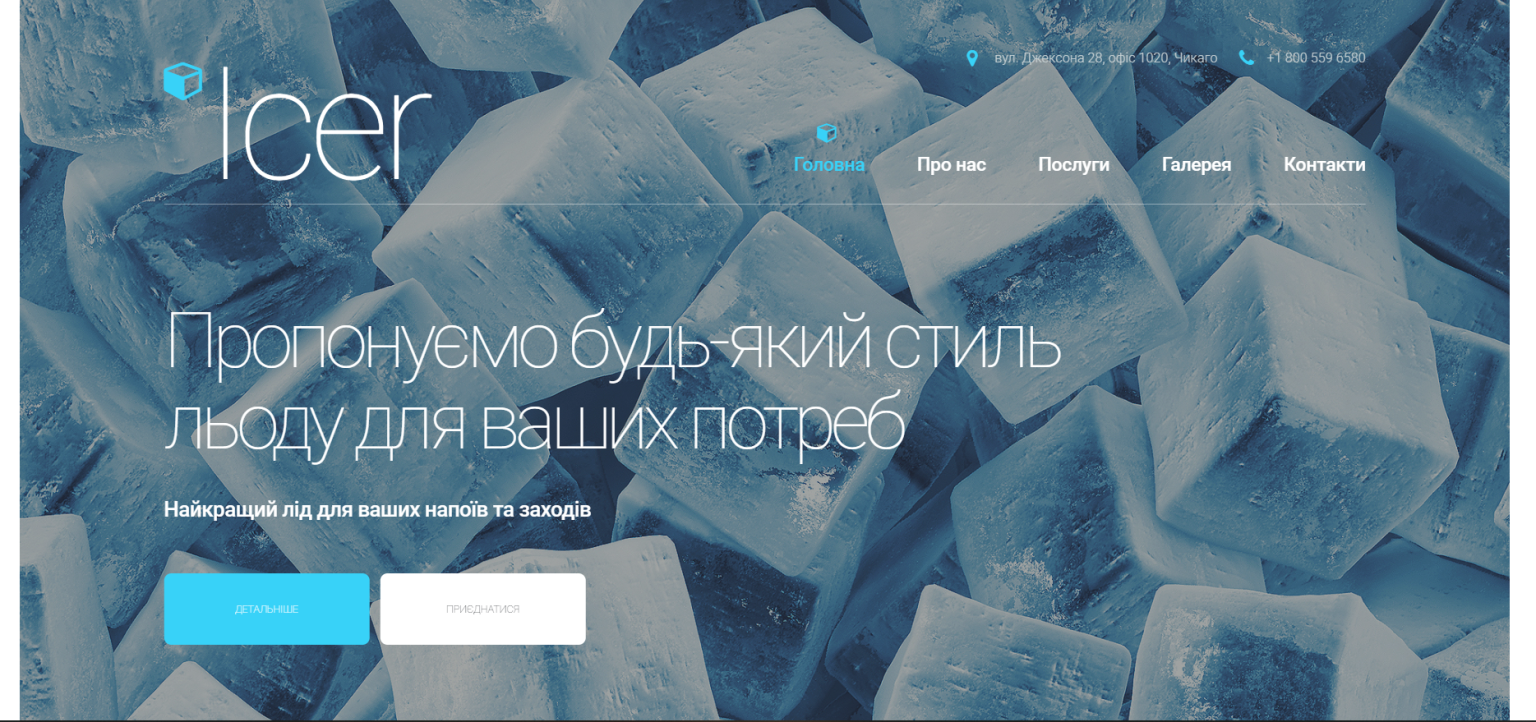 вул. Джексона 28, офіс 1020, Чикаго
+1 800 559 6580
Icer
Головна
Про нас
Послуги
Галерея
Контакти
Пропонуємо будь-який стиль
льоду для ваших потреб
Найкращий лід для ваших напоїв та заходів
ДЕТАЛЬНІШЕ
ПРИЄДНАТИСЯ